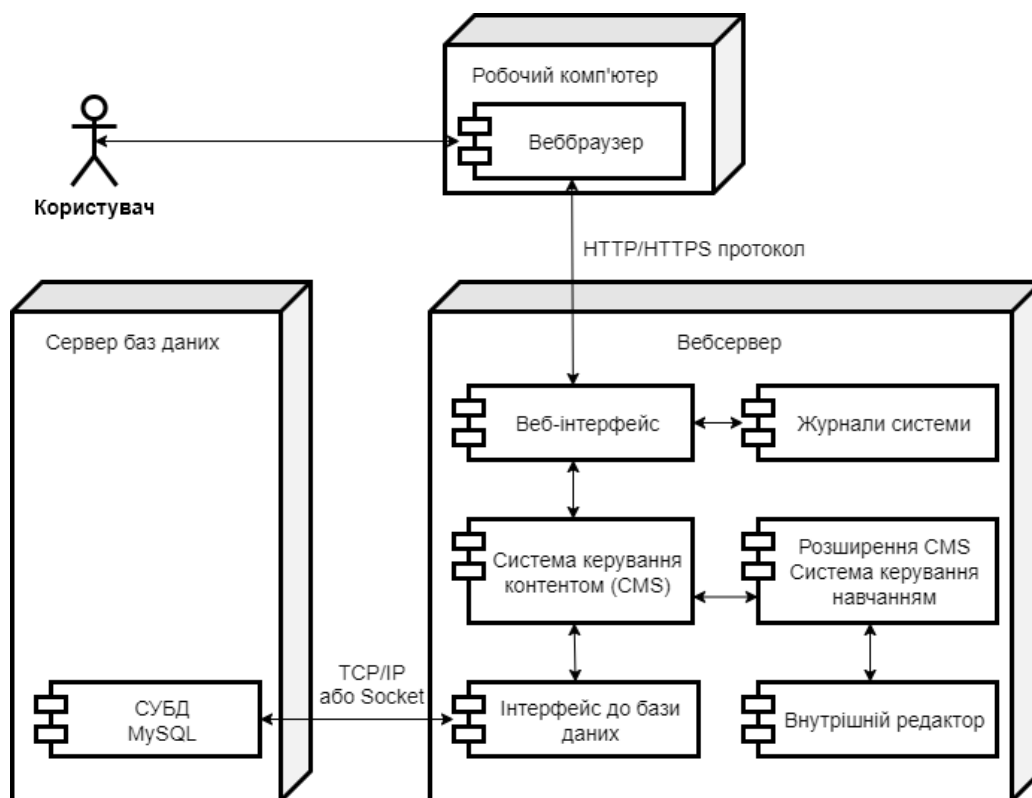 Робочий комп'ютер
Веббраузер
Користувач
HTTP/HTTPS протокол
Сервер баз даних
Вебсервер
Веб-інтерфейс
Журнали системи
Система керування
контентом (CMS)
Розширення CMS
Система керування
навчанням
TCP/IP
або Socket
СУБД
MySQL
Інтерфейс до бази
даних
Внутрішній редактор